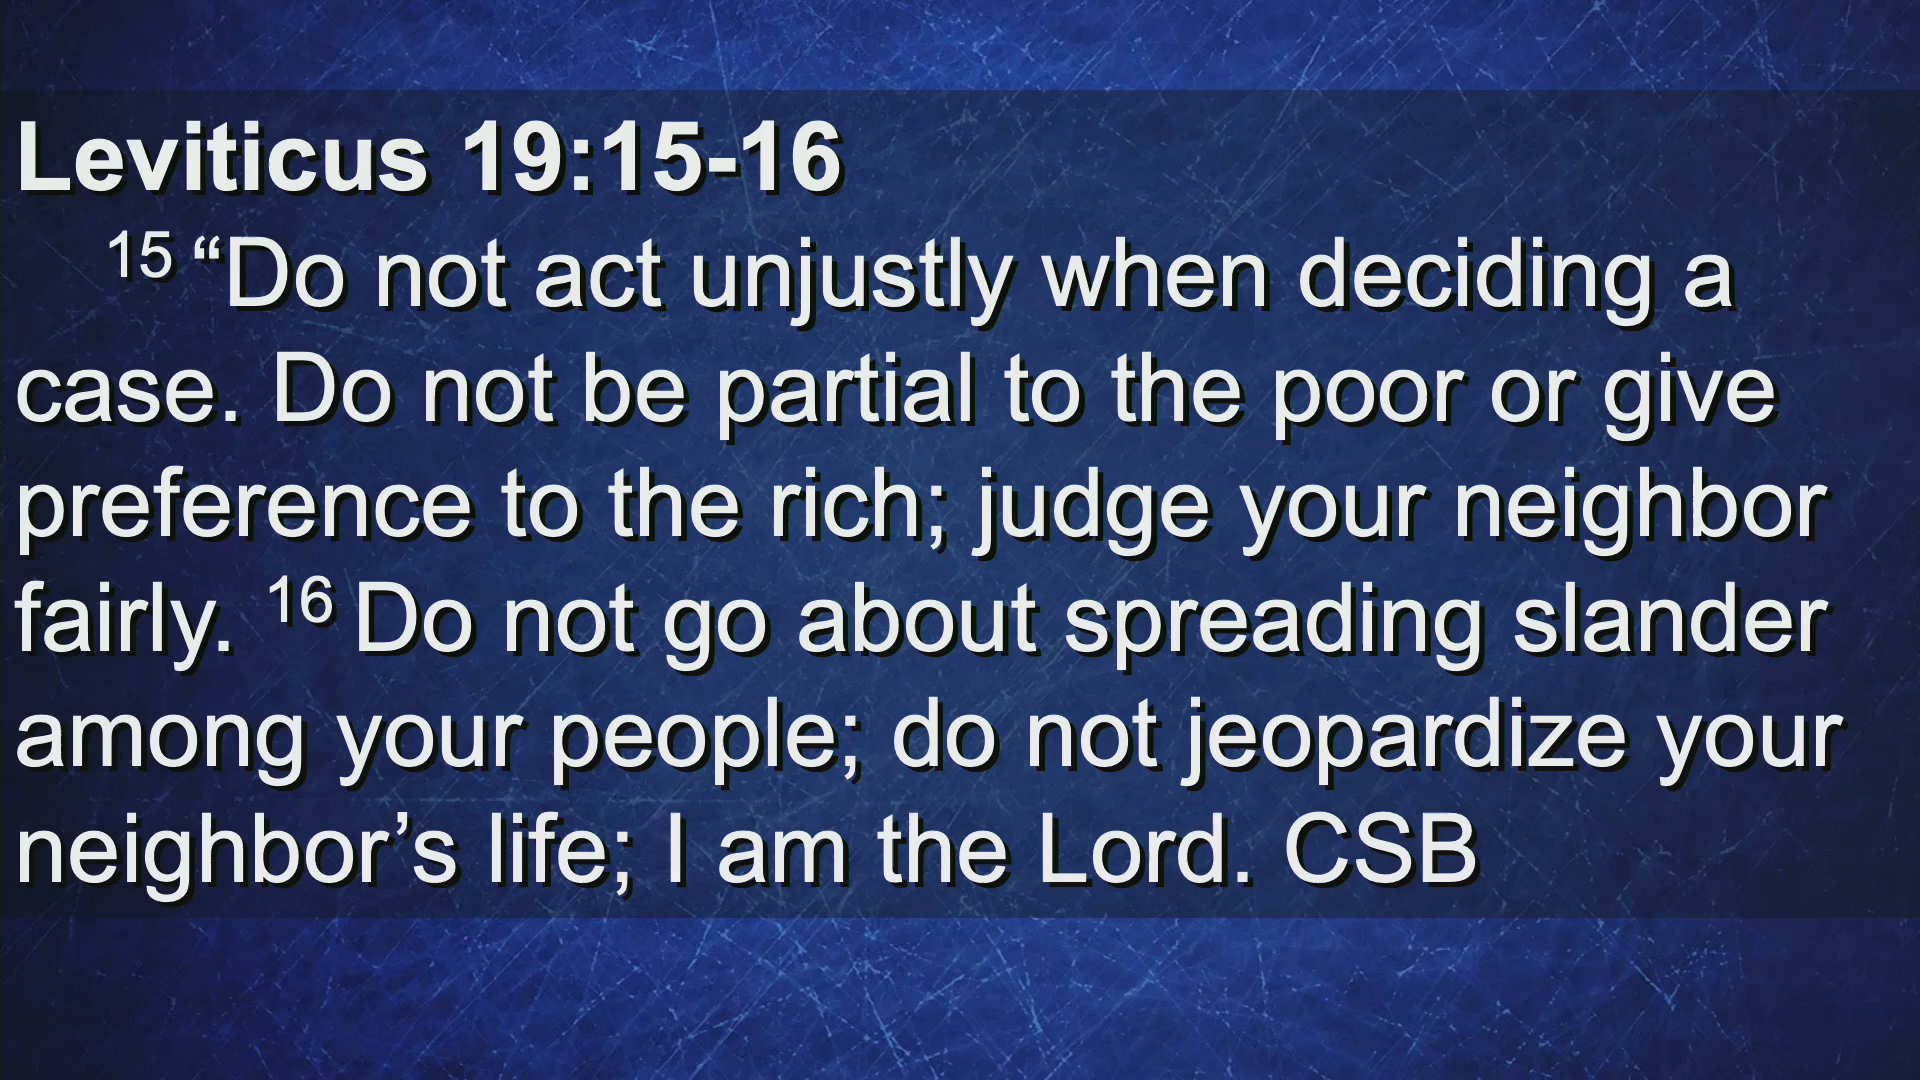 Leviticus 19:15-16
15 “Do not act unjustly when deciding a
case. Do not be partial to the poor or give
preference to the rich; judge your neighbor
fairly. 16 Do not go about spreading slander
among your people; do not jeopardize your
neighbor’s life; I am the Lord. CSB